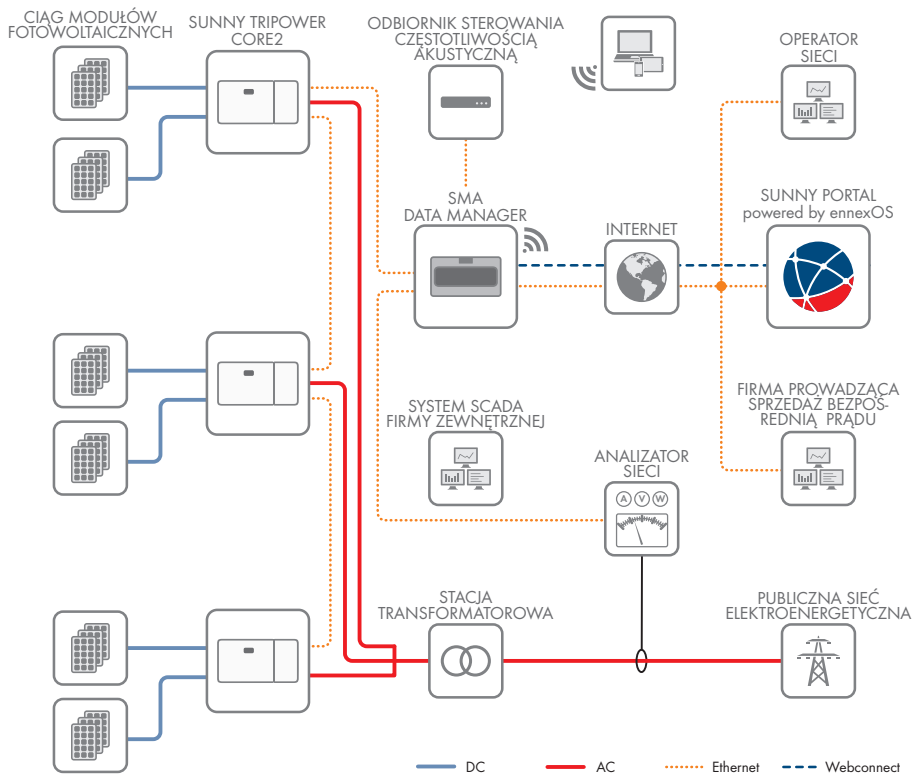 CIĄG MODUŁÓW
FOTOWOLTAICZNYCH
SUNNY TRIPOWER
CORE2
ODBIORNIK STEROWANIA
CZĘSTOTLIWOŚCIĄ
AKUSTYCZNĄ
OPERATOR
SIECI
SMA
DATA MANAGER
INTERNET
SUNNY PORTAL
powered by ennexOS
SYSTEM SCADA
FIRMY ZEWNĘTRZNEJ
ANALIZATOR
SIECI
A V W
FIRMA PROWADZĄCA
SPRZEDAŻ BEZPOŚ-
REDNIĄ PRĄDU
STACJA
TRANSFORMATOROWA
PUBLICZNA SIEĆ
ELEKTROENERGETYCZNA
DC
AC
Ethernet
Webconnect